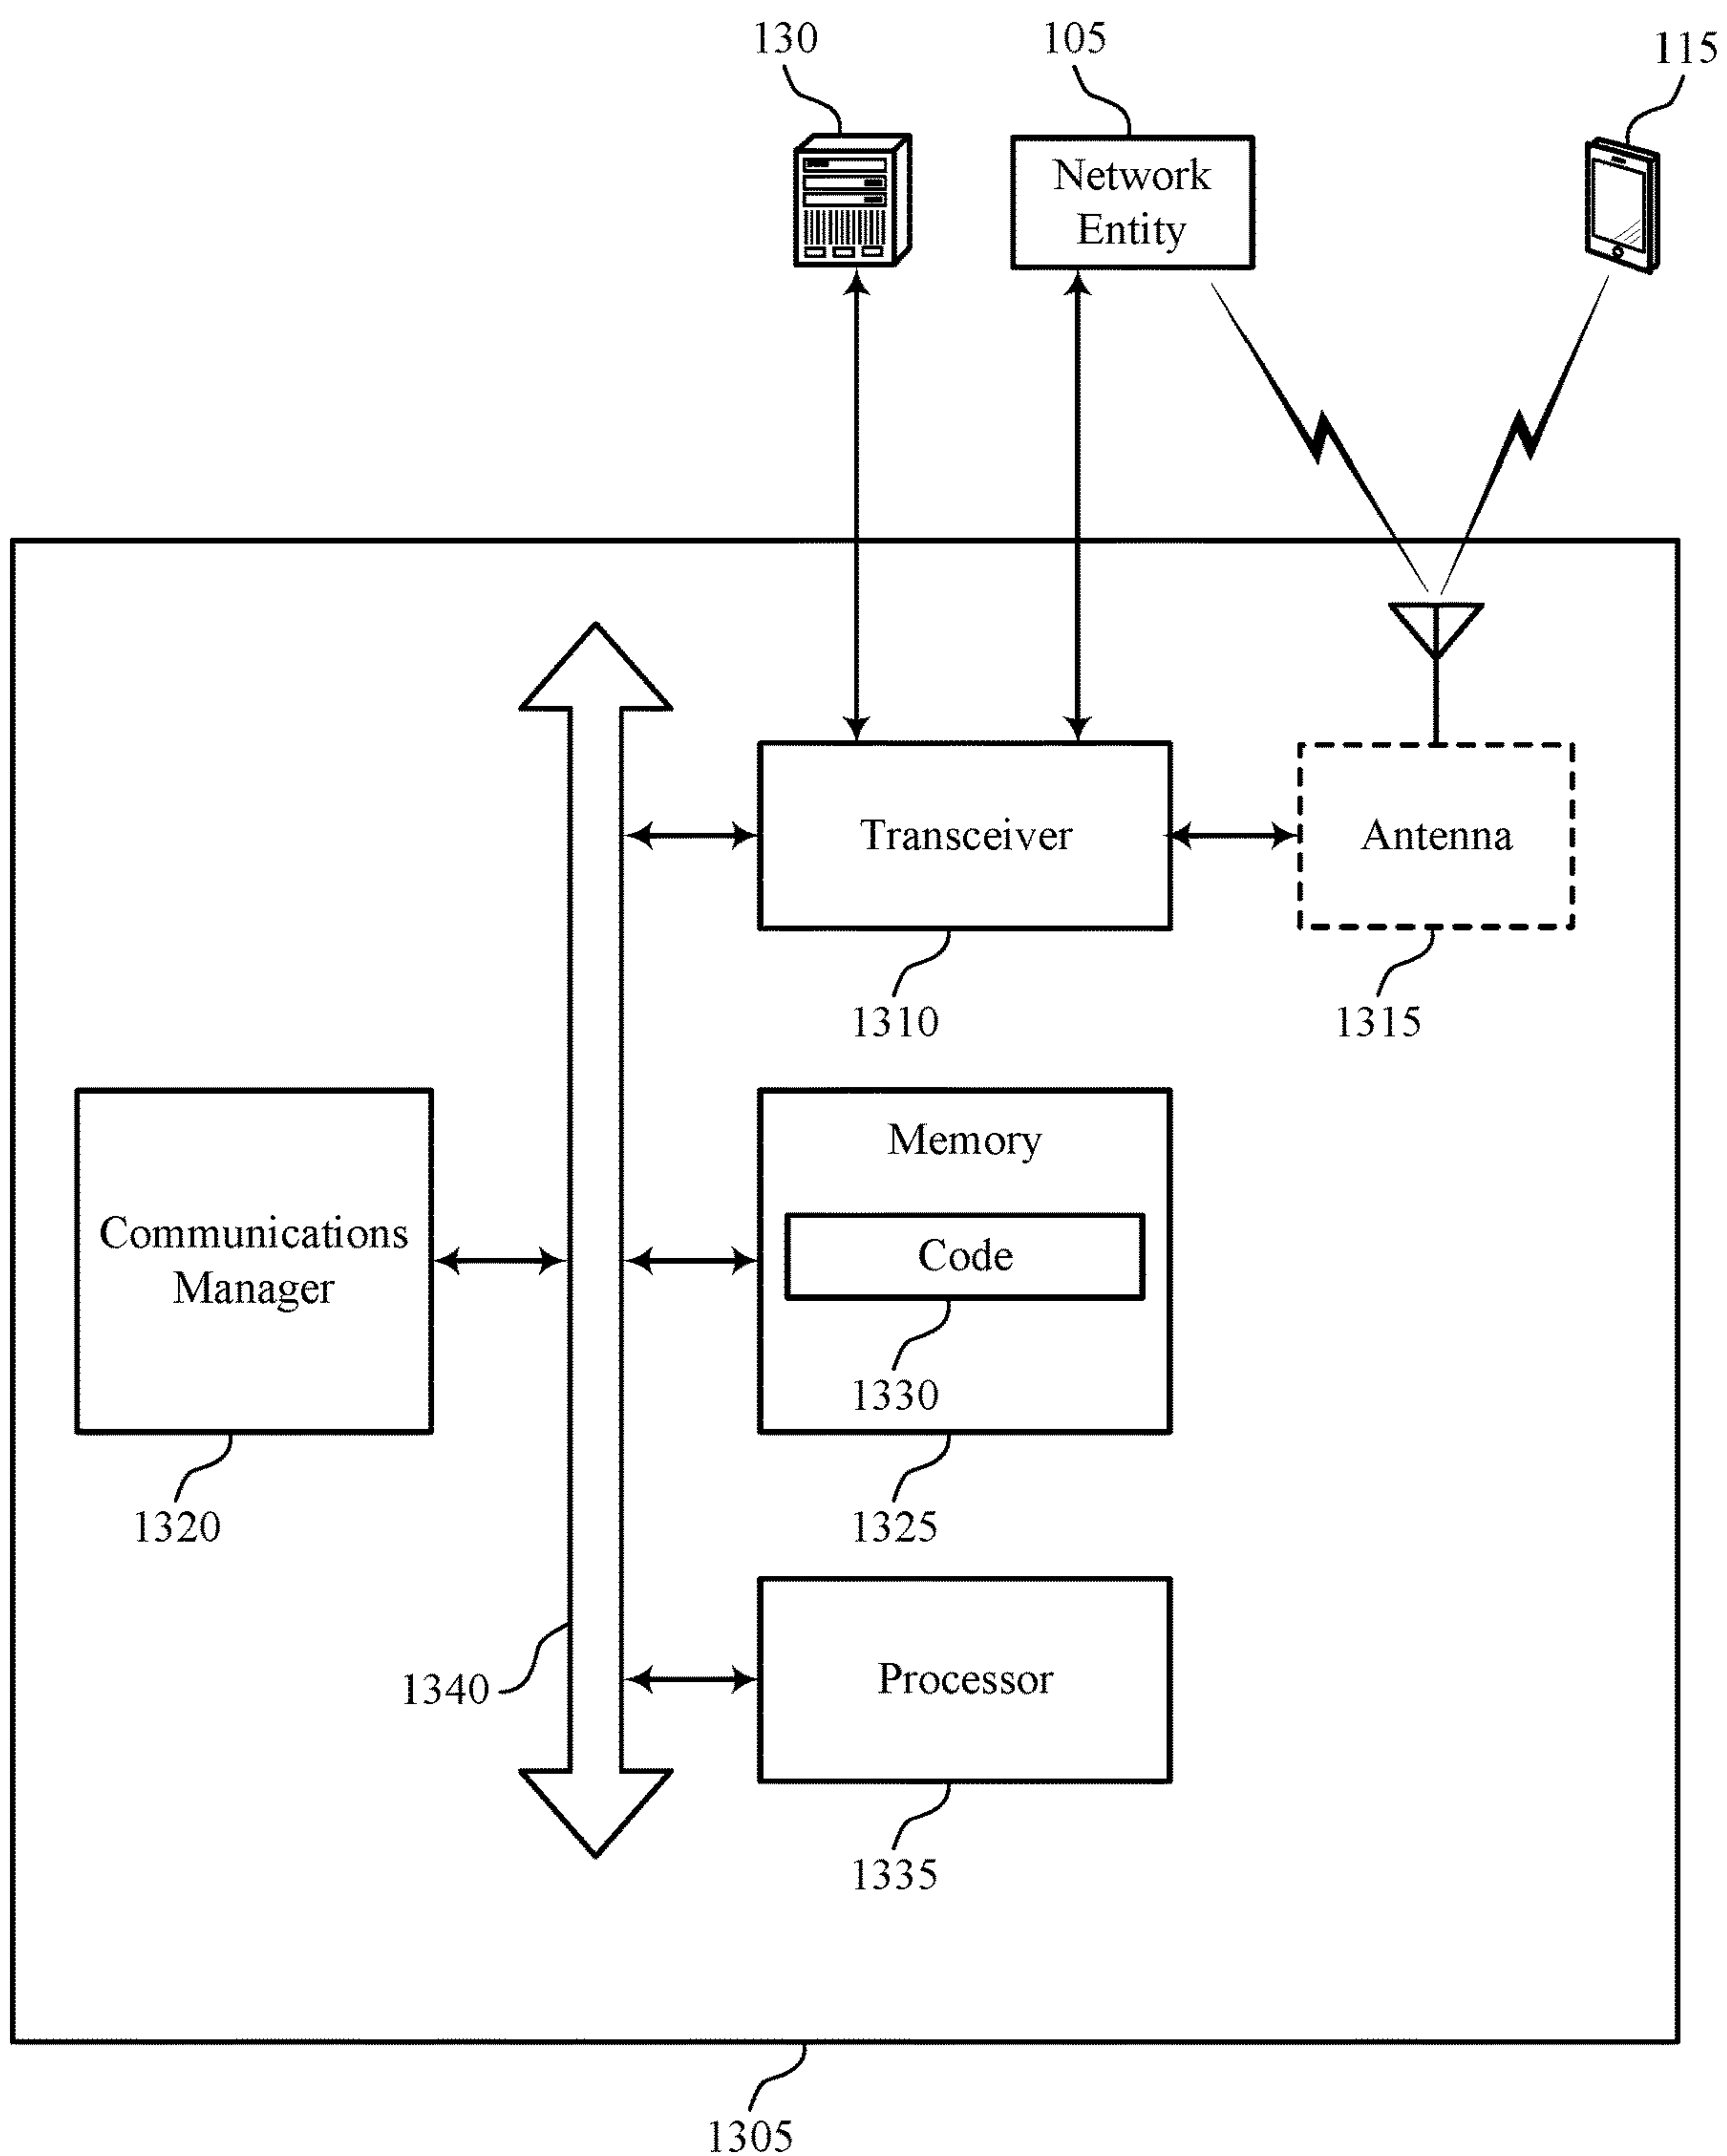 130
105
115
Network
Entity
Transceiver
Antenna
1310
1315
Memory
Communications
Manager
Code
1330
1320
1325
1340
Processor
1335
1305